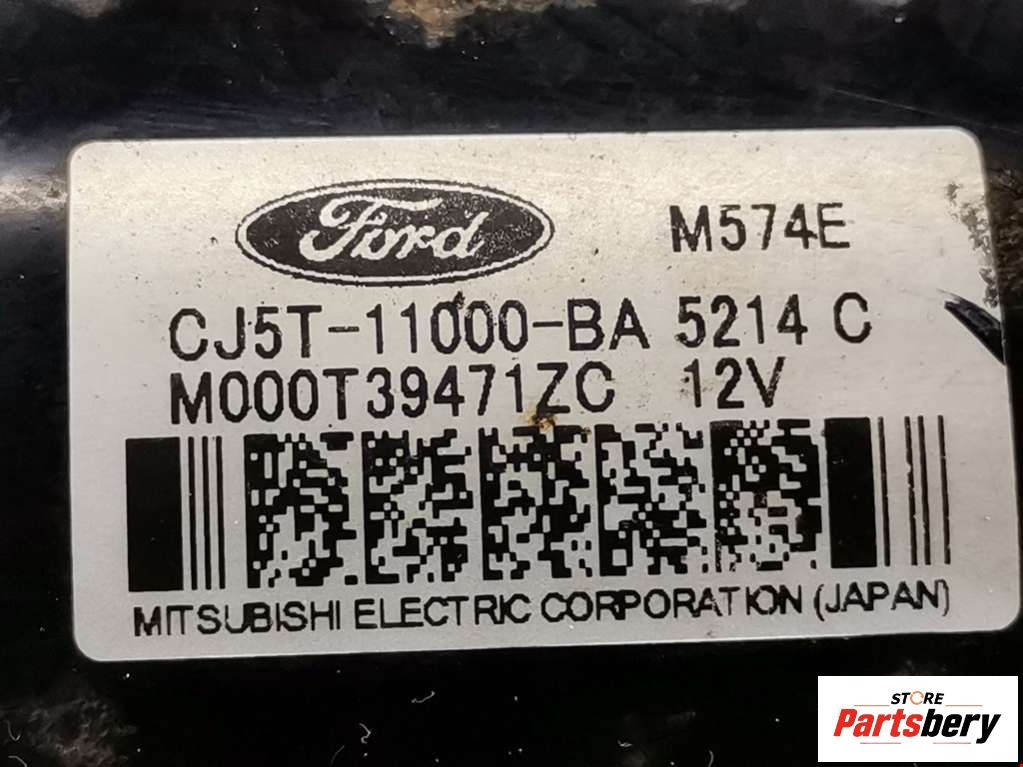 Ford M574E
CJ5T-11000-BA 5214 C
M000T39471ZC 12V
MITSUBISHI ELECTRIC CORPORATION (JAPAN)
STORE
Partsbery